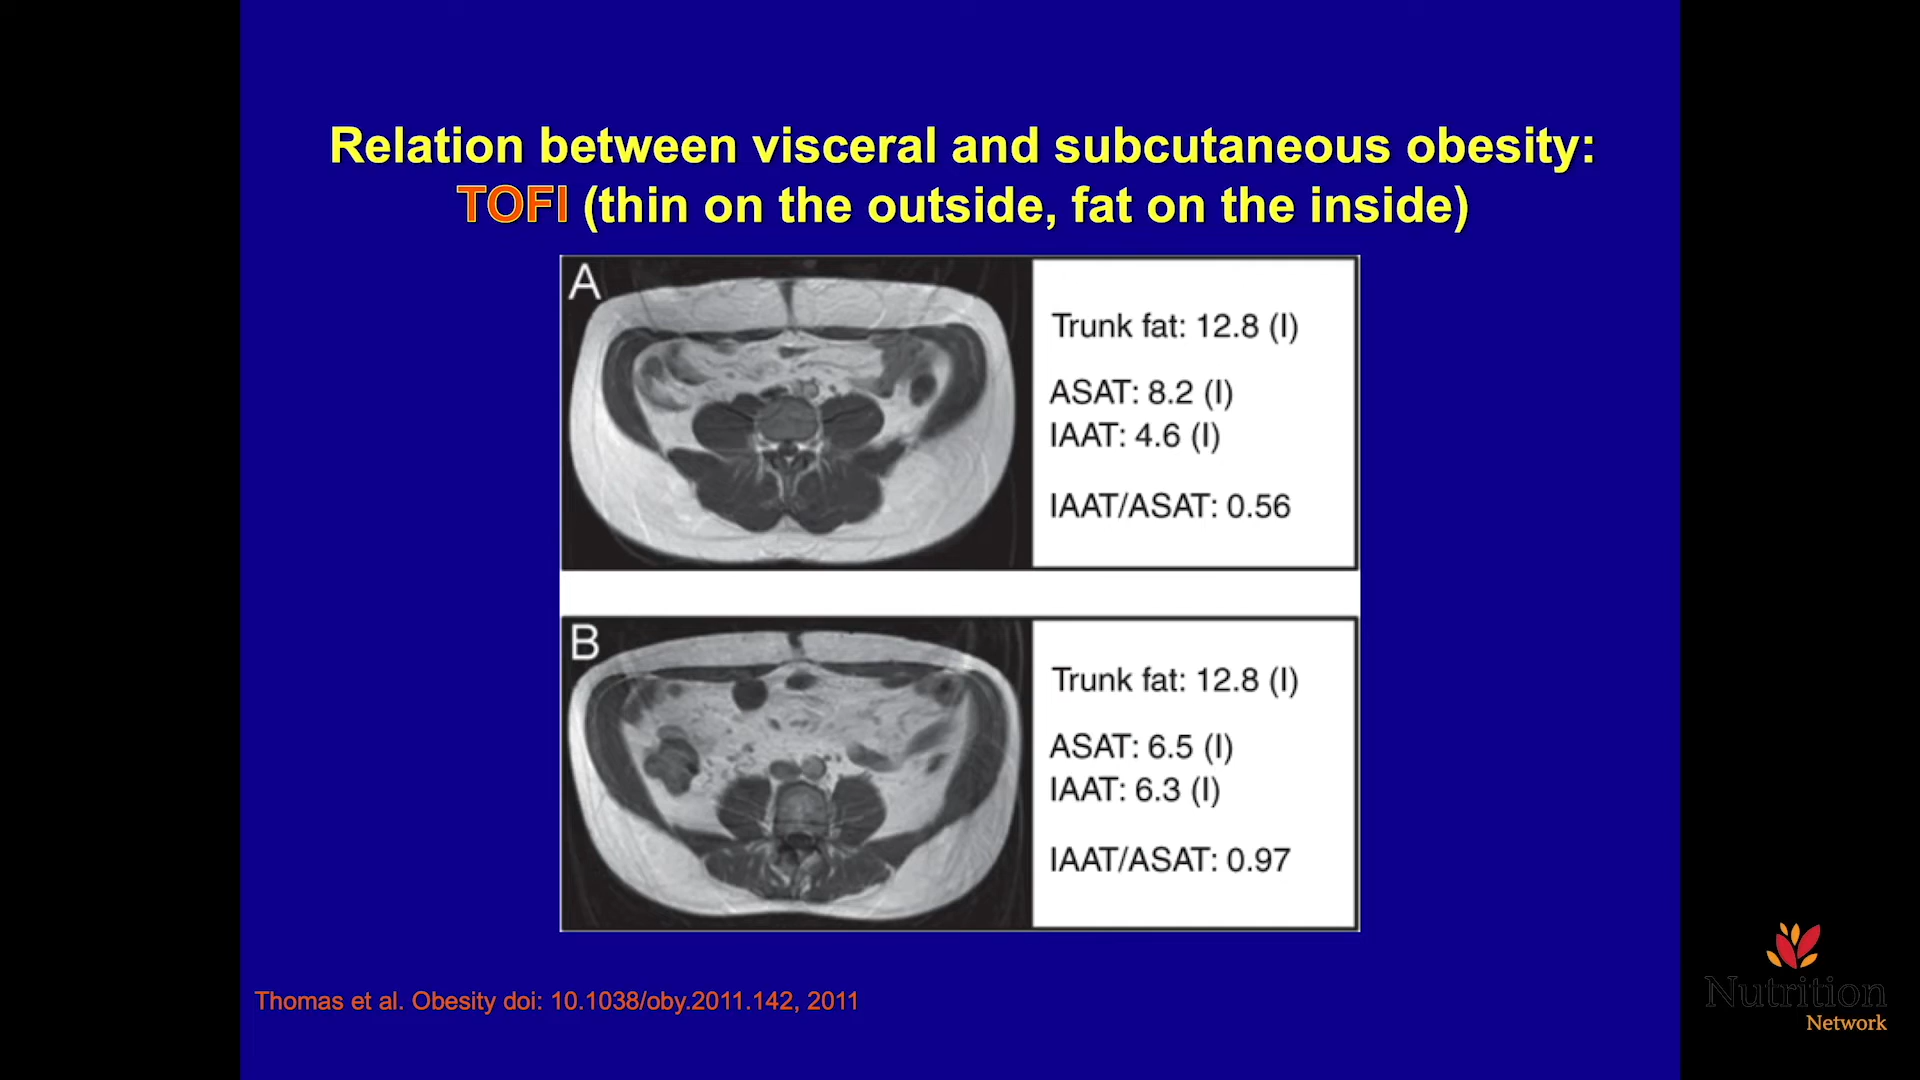 Relation between visceral and subcutaneous obesity:
TOFI (thin on the outside, fat on the inside)
A
Trunk fat: 12.8 (l)
ASAT: 8.2 (l)
IAAT: 4.6 (l)
IAAT/ASAT: 0.56
B
Trunk fat: 12.8 (l)
ASAT: 6.5 (l)
IAAT: 6.3 (l)
IAAT/ASAT: 0.97
Thomas et al. Obesity doi: 10.1038/oby.2011.142, 2011
Nutrition
Network